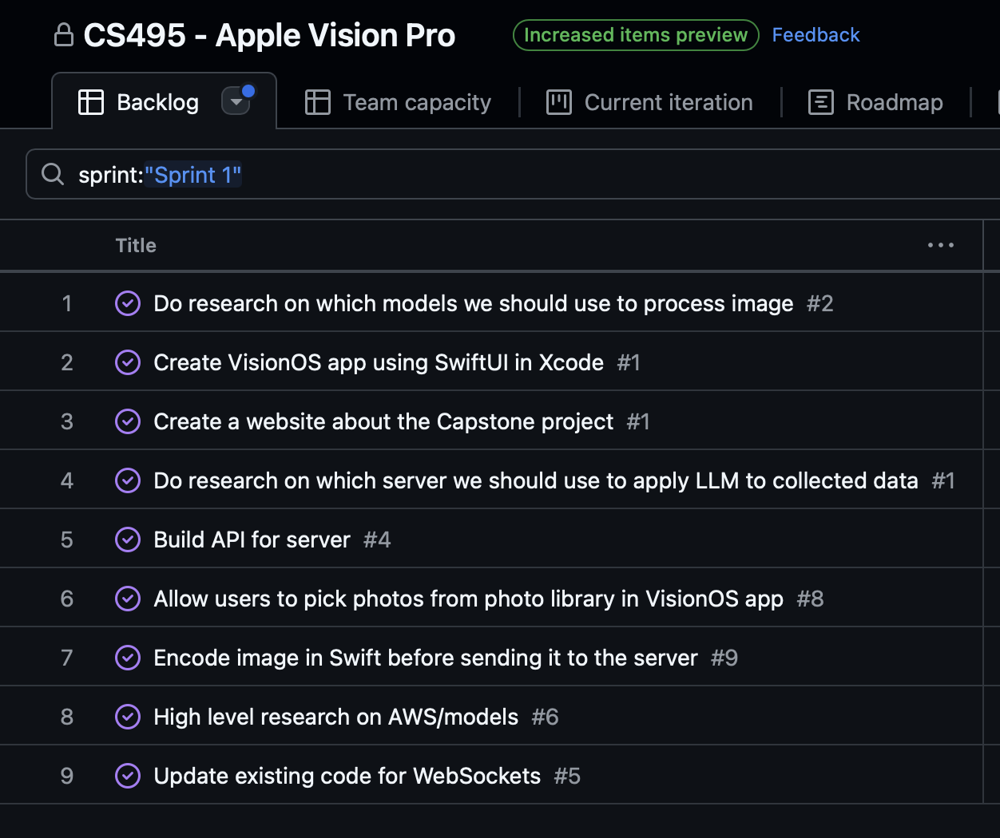 CS495 - Apple Vision Pro
Increased items preview
Feedback
Backlog
Team capacity
Current iteration
Roadmap
sprint:"Sprint 1"
Title
1 Do research on which models we should use to process image #2
2 Create VisionOS app using SwiftUI in Xcode #1
3 Create a website about the Capstone project #1
4 Do research on which server we should use to apply LLM to collected data #1
5 Build API for server #4
6 Allow users to pick photos from photo library in VisionOS app #8
7 Encode image in Swift before sending it to the server #9
8 High level research on AWS/models #6
9 Update existing code for WebSockets #5